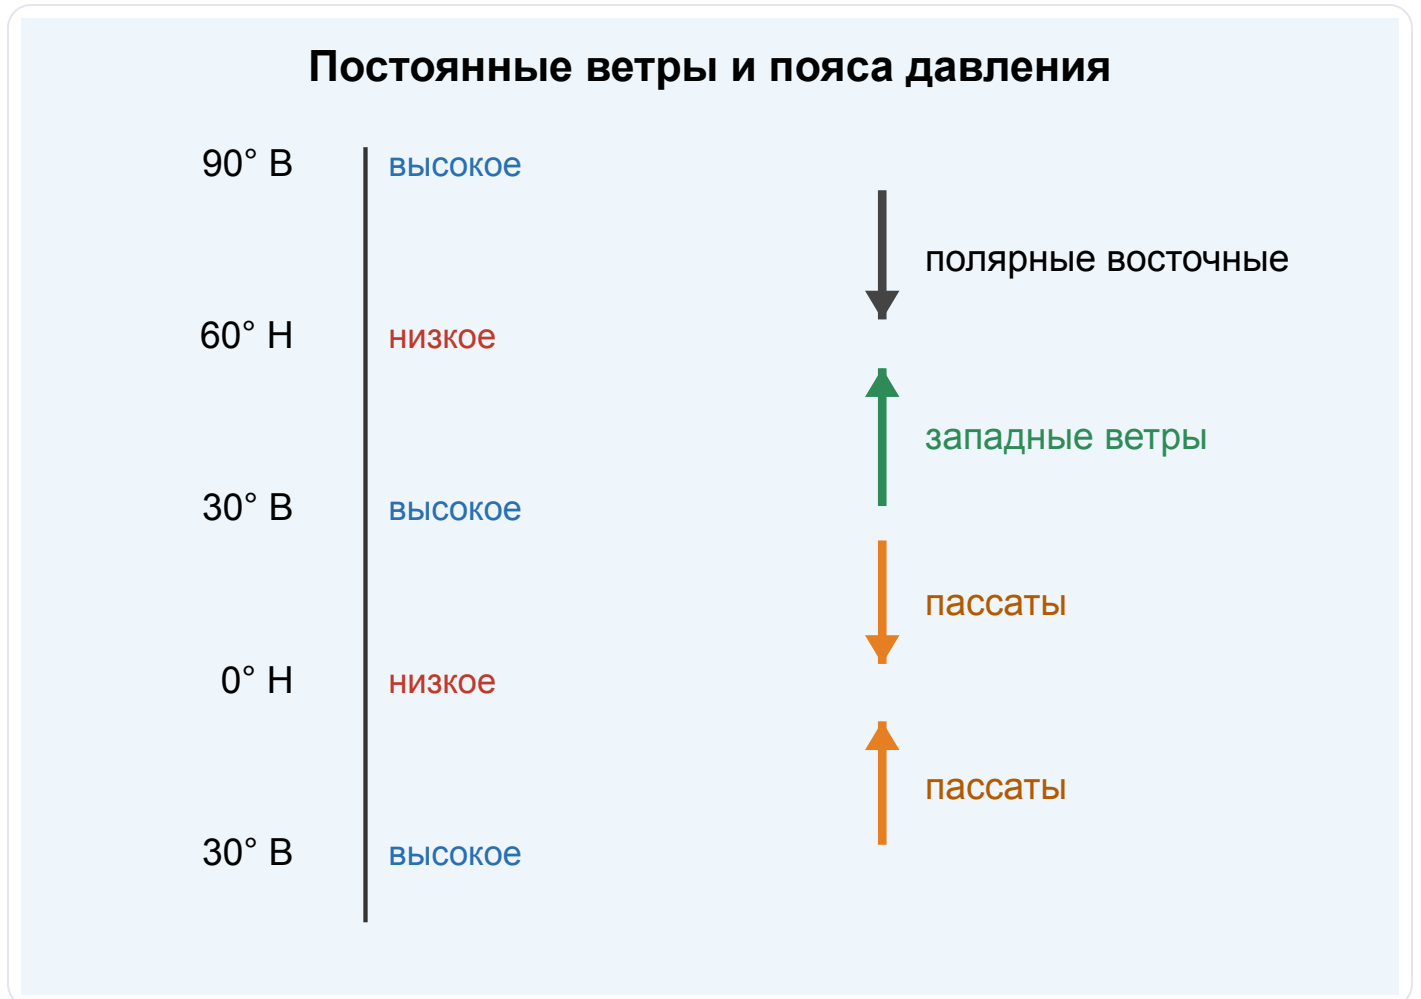 Постоянные ветры и пояса давления
90° В высокое
полярные восточные
60° Н низкое
западные ветры
30° В высокое
пассаты
0° Н низкое
пассаты
30° В высокое